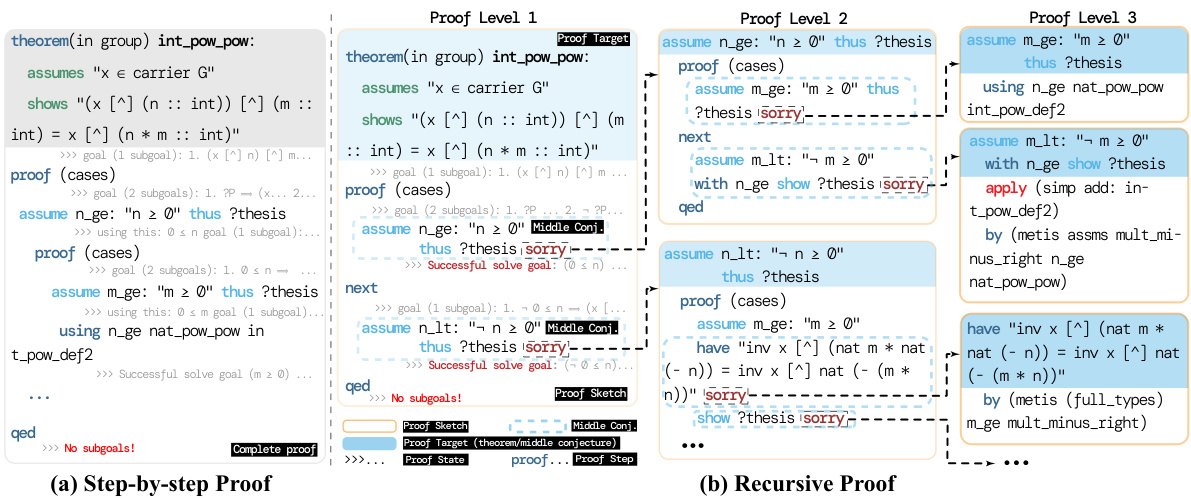 theorem(in group) int_pow_pow:
assumes "x ∈ carrier G"
shows "(x [^] (n :: int)) [^] (m ::
int) = x [^] (n * m :: int)"
>>> goal (1 subgoal): 1. (x [^] n) [^] m...
proof (cases)
>>> goal (2 subgoals): 1. ?P ⟹ (x... 2...
assume n_ge: "n ≥ 0" thus ?thesis
>>> using this: 0 ≤ n goal (1 subgoal):...
proof (cases)
>>> goal (2 subgoals): 1. 0 ≤ n ⟹ ...
assume m_ge: "m ≥ 0" thus ?thesis
>>> using this: 0 ≤ m goal (1 subgoal)...
using n_ge nat_pow_pow in
t_pow_def2
>>> Successful solve goal (m ≥ 0) ...
...
qed
>>> No subgoals!
Complete proof
(a) Step-by-step Proof
Proof Level 1
Proof Target
theorem(in group) int_pow_pow:
assumes "x ∈ carrier G"
shows "(x [^] (n :: int)) [^] (m
:: int) = x [^] (n * m :: int)"
>>> goal (1 subgoal): 1. (x [^] n) [^] m ...
proof (cases)
>>> goal (2 subgoals): 1. ?P ... 2. ¬ ?P...
assume n_ge: "n ≥ 0" Middle Conj.
thus ?thesis sorry
>>> Successful solve goal: (0 ≤ n) ...
next
>>> goal (1 subgoal): 1. ¬ 0 ≤ n ⟹ (x [...
assume n_lt: "¬ n ≥ 0" Middle Conj.
thus ?thesis sorry
>>> Successful solve goal: (¬ 0 ≤ n)...
qed
>>> No subgoals!
Proof Sketch
Proof Sketch
Middle Conj.
Proof Target (theorem/middle conjecture)
>>>... Proof State
proof... Proof Step
Proof Level 2
assume n_ge: "n ≥ 0" thus ?thesis
proof (cases)
assume m_ge: "m ≥ 0" thus
?thesis sorry
next
assume m_lt: "¬ m ≥ 0"
with n_ge show ?thesis sorry
qed
assume n_lt: "¬ n ≥ 0"
thus ?thesis
proof (cases)
assume m_ge: "m ≥ 0"
have "inv x [^] (nat m * nat
(- n)) = inv x [^] nat (- (m *
n))" sorry
show ?thesis sorry
...
Proof Level 3
assume m_ge: "m ≥ 0"
thus ?thesis
using n_ge nat_pow_pow
int_pow_def2
assume m_lt: "¬ m ≥ 0"
with n_ge show ?thesis
apply (simp add: in-
t_pow_def2)
by (metis assms mult_mi-
nus_right n_ge
nat_pow_pow)
have "inv x [^] (nat m *
nat (- n)) = inv x [^] nat
(- (m * n))"
by (metis (full_types)
m_ge mult_minus_right)
...
(b) Recursive Proof